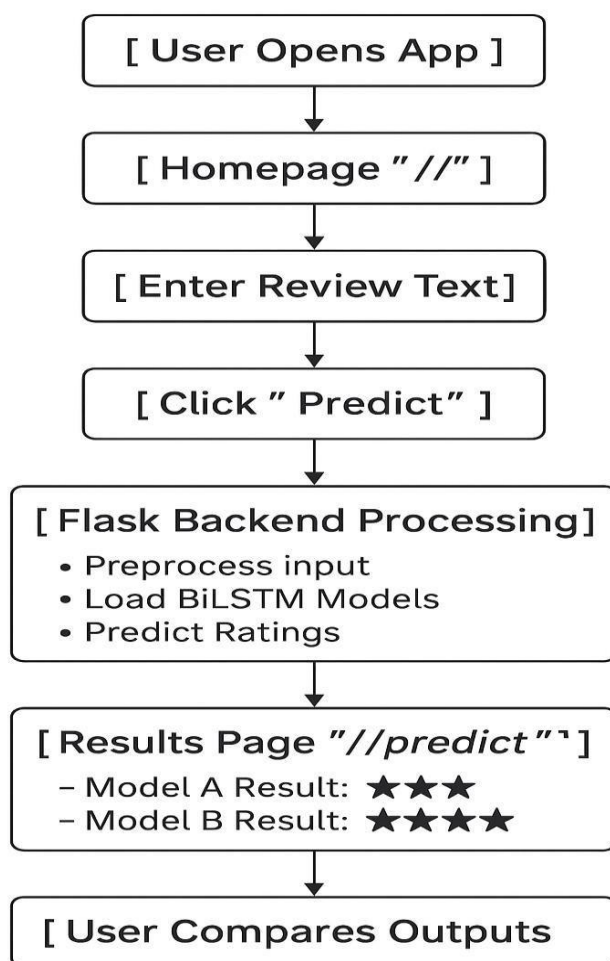 [ User Opens App ]
[ Homepage "//" ]
[ Enter Review Text]
[ Click " Predict" ]
[ Flask Backend Processing]
• Preprocess input
• Load BiLSTM Models
• Predict Ratings
[ Results Page "//predict"` ]
– Model A Result: ★★★
– Model B Result: ★★★★
[ User Compares Outputs